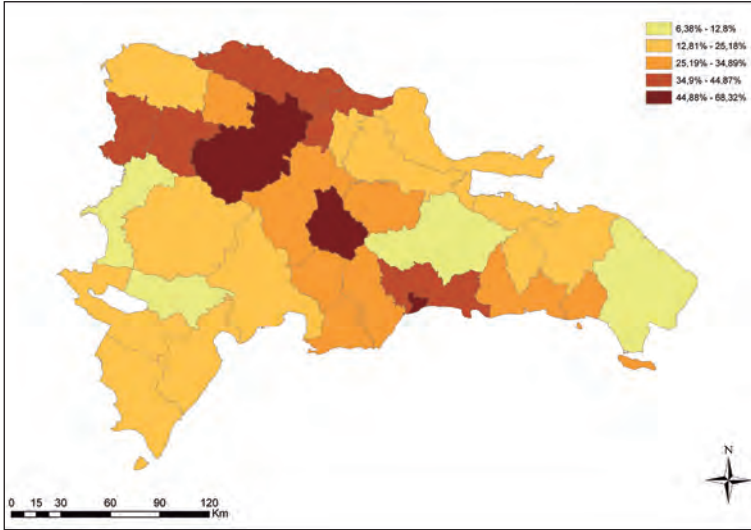 6,38% - 12,8%
12,81% - 25,18%
25,19% - 34,89%
34,9% - 44,87%
44,88% - 68,32%
N
0 15 30 60 90 120
Km